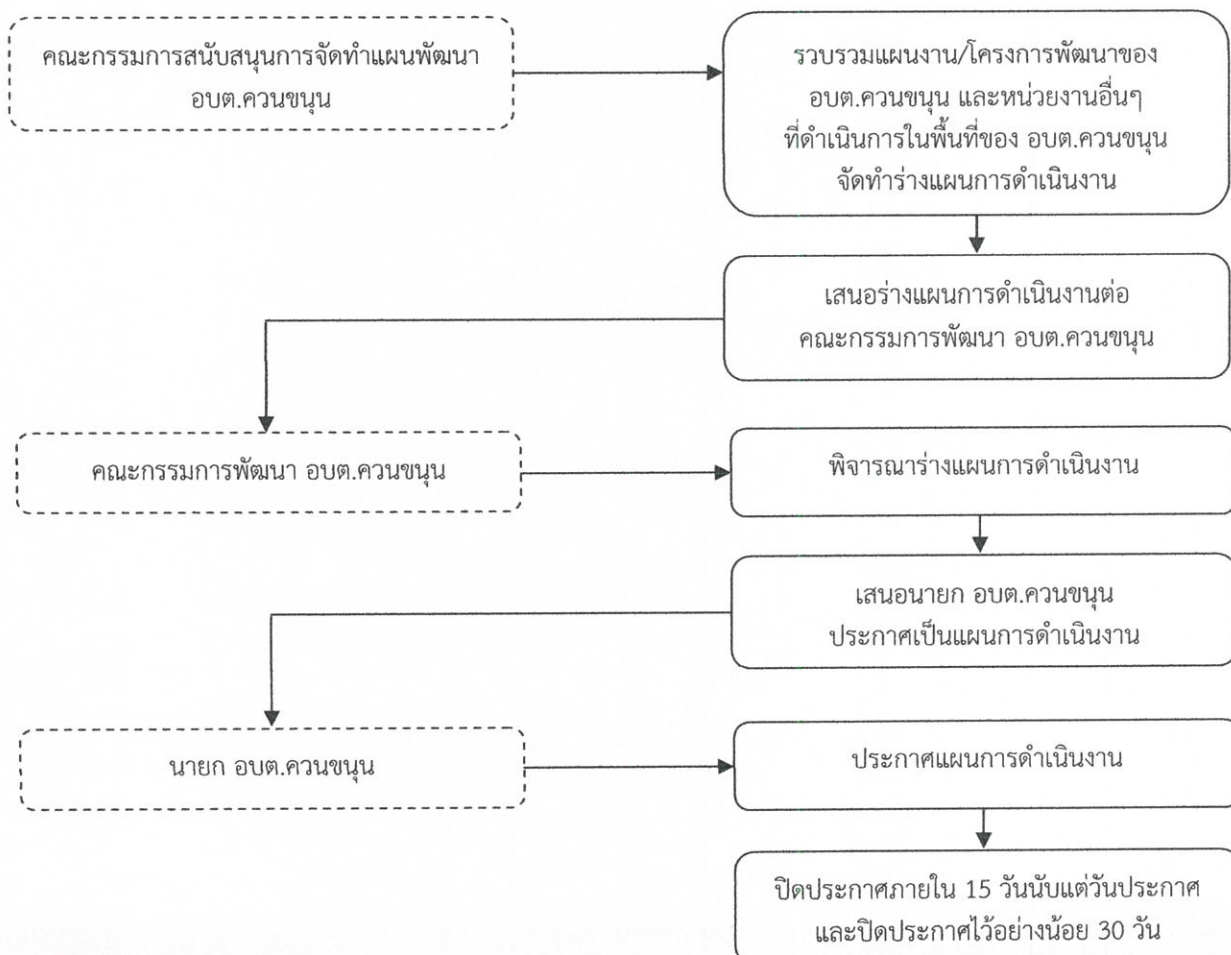 คณะกรรมการสนับสนุนการจัดทำแผนพัฒนา
อบต.ควนขนุน
รวบรวมแผนงาน/โครงการพัฒนาของ
อบต.ควนขนุน และหน่วยงานอื่นๆ
ที่ดำเนินการในพื้นที่ของ อบต.ควนขนุน
จัดทำร่างแผนการดำเนินงาน
เสนอร่างแผนการดำเนินงานต่อ
คณะกรรมการพัฒนา อบต.ควนขนุน
คณะกรรมการพัฒนา อบต.ควนขนุน
พิจารณาร่างแผนการดำเนินงาน
เสนอนายก อบต.ควนขนุน
ประกาศเป็นแผนการดำเนินงาน
นายก อบต.ควนขนุน
ประกาศแผนการดำเนินงาน
ปิดประกาศภายใน 15 วันนับแต่วันประกาศ
และปิดประกาศไว้อย่างน้อย 30 วัน